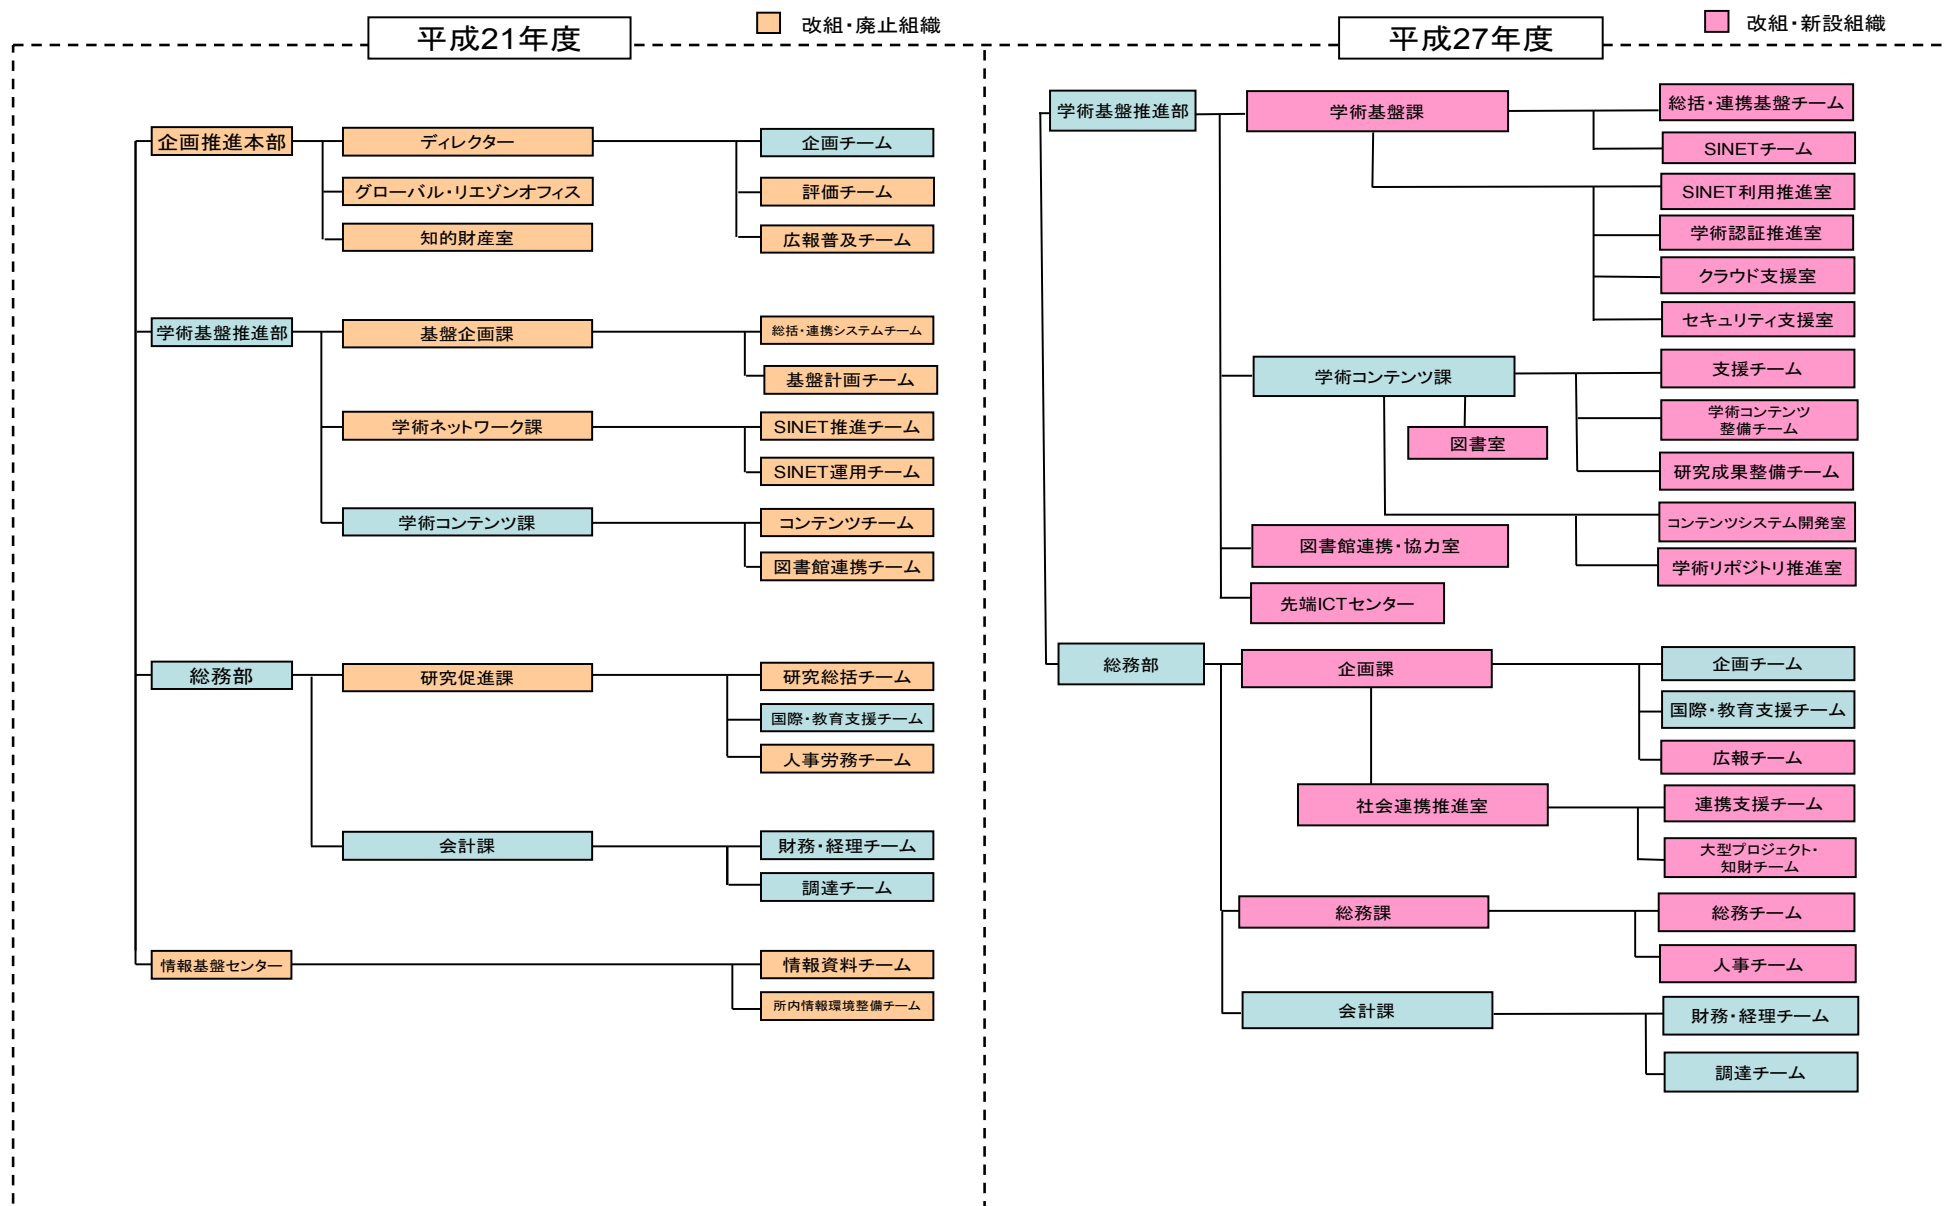 平成21年度
改組・廃止組織
企画推進本部
ディレクター
企画チーム
グローバル・リエゾンオフィス
評価チーム
知的財産室
広報普及チーム
学術基盤推進部
基盤企画課
総括・連携システムチーム
基盤計画チーム
学術ネットワーク課
SINET推進チーム
SINET運用チーム
学術コンテンツ課
コンテンツチーム
図書館連携チーム
総務部
研究促進課
研究総括チーム
国際・教育支援チーム
人事労務チーム
会計課
財務・経理チーム
調達チーム
情報基盤センター
情報資料チーム
所内情報環境整備チーム
平成27年度
改組・新設組織
学術基盤推進部
学術基盤課
総括・連携基盤チーム
SINETチーム
SINET利用推進室
学術認証推進室
クラウド支援室
セキュリティ支援室
学術コンテンツ課
支援チーム
学術コンテンツ
整備チーム
図書室
研究成果整備チーム
コンテンツシステム開発室
図書館連携・協力室
学術リポジトリ推進室
先端ICTセンター
総務部
企画課
企画チーム
国際・教育支援チーム
広報チーム
社会連携推進室
連携支援チーム
大型プロジェクト・
知財チーム
総務課
総務チーム
人事チーム
会計課
財務・経理チーム
調達チーム